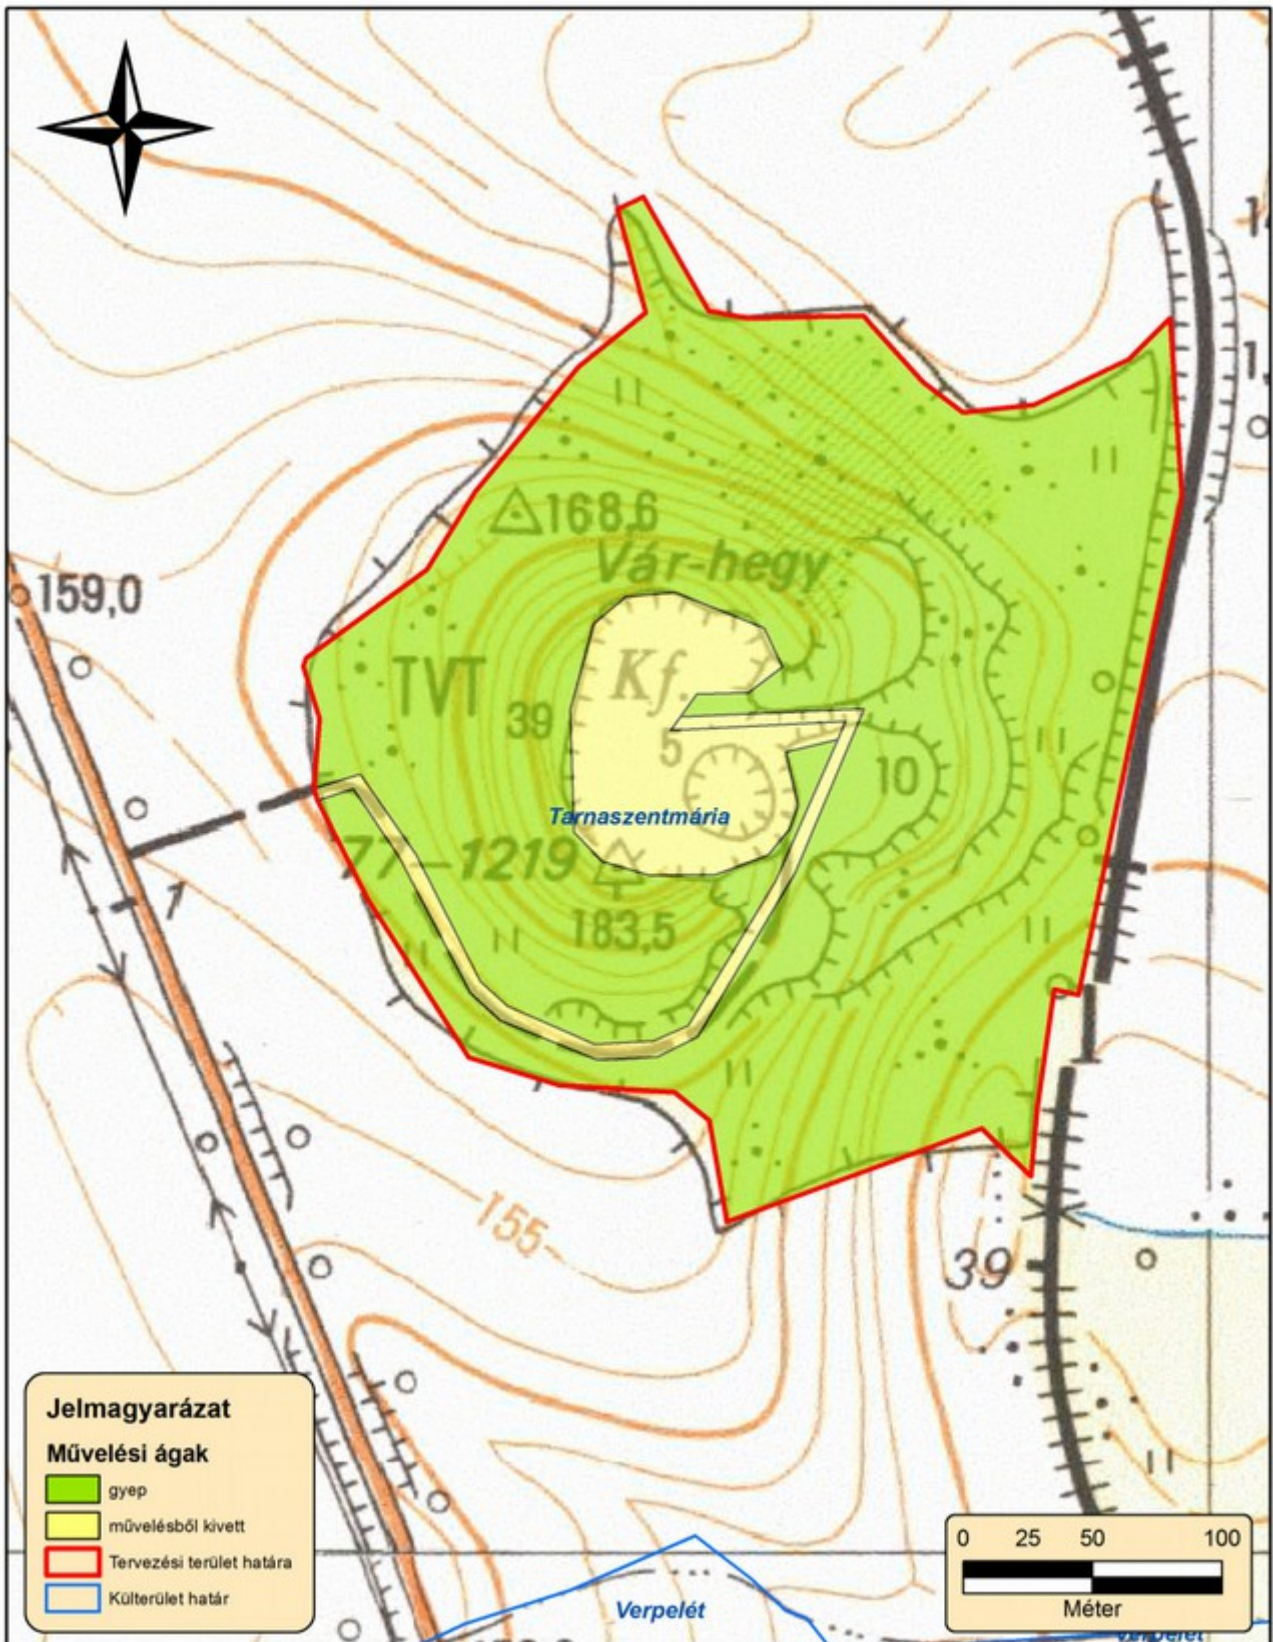 168,6
Vár-hegy
159,0
TVT
Kf.
39
5
10
Tarnaszentmária
77-1219
183,5
155
39
Jelmagyarázat
Művelési ágak
gyep
művelésből kivett
Tervezési terület határa
Külterület határ
0 25 50 100
Méter
Verpelét
Verpelét